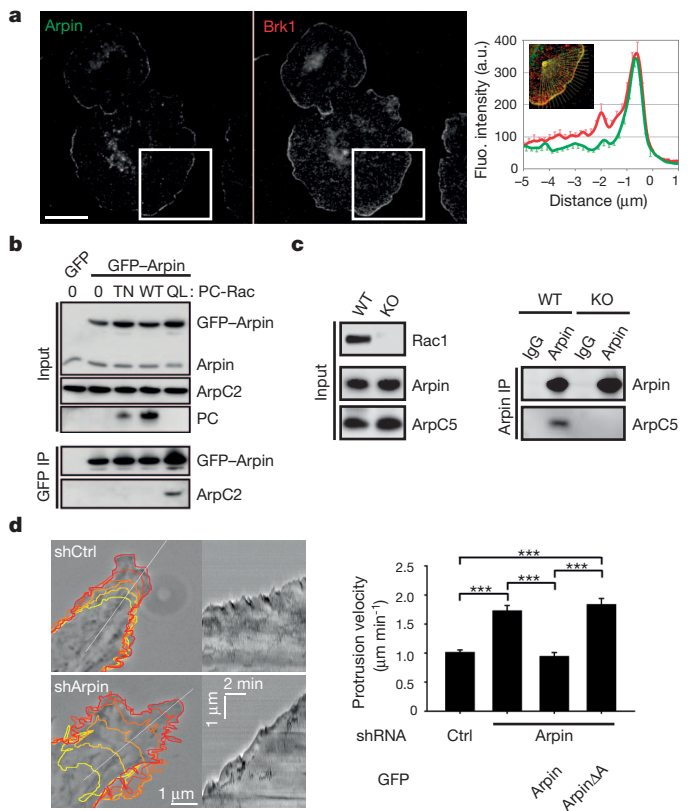 a
Arpin
Brk1
Fluo. intensity (a.u.)
400
300
200
100
0
-5 -4 -3 -2 -1 0 1
Distance (μm)
b
GFP
GFP–Arpin
0 0 TN WT QL : PC-Rac
Input
GFP–Arpin
Arpin
ArpC2
PC
GFP IP
GFP–Arpin
ArpC2
c
WT KO
Input
Rac1
Arpin
ArpC5
WT KO
IgG Arpin IgG Arpin
Arpin IP
Arpin
ArpC5
d
shCtrl
shArpin
2 min
1 μm
1 μm
Protrusion velocity
(μm min⁻¹)
2.5
2.0
1.5
1.0
0.5
0
***
*** *** ***
shRNA Ctrl Arpin
GFP Arpin ArpinΔA